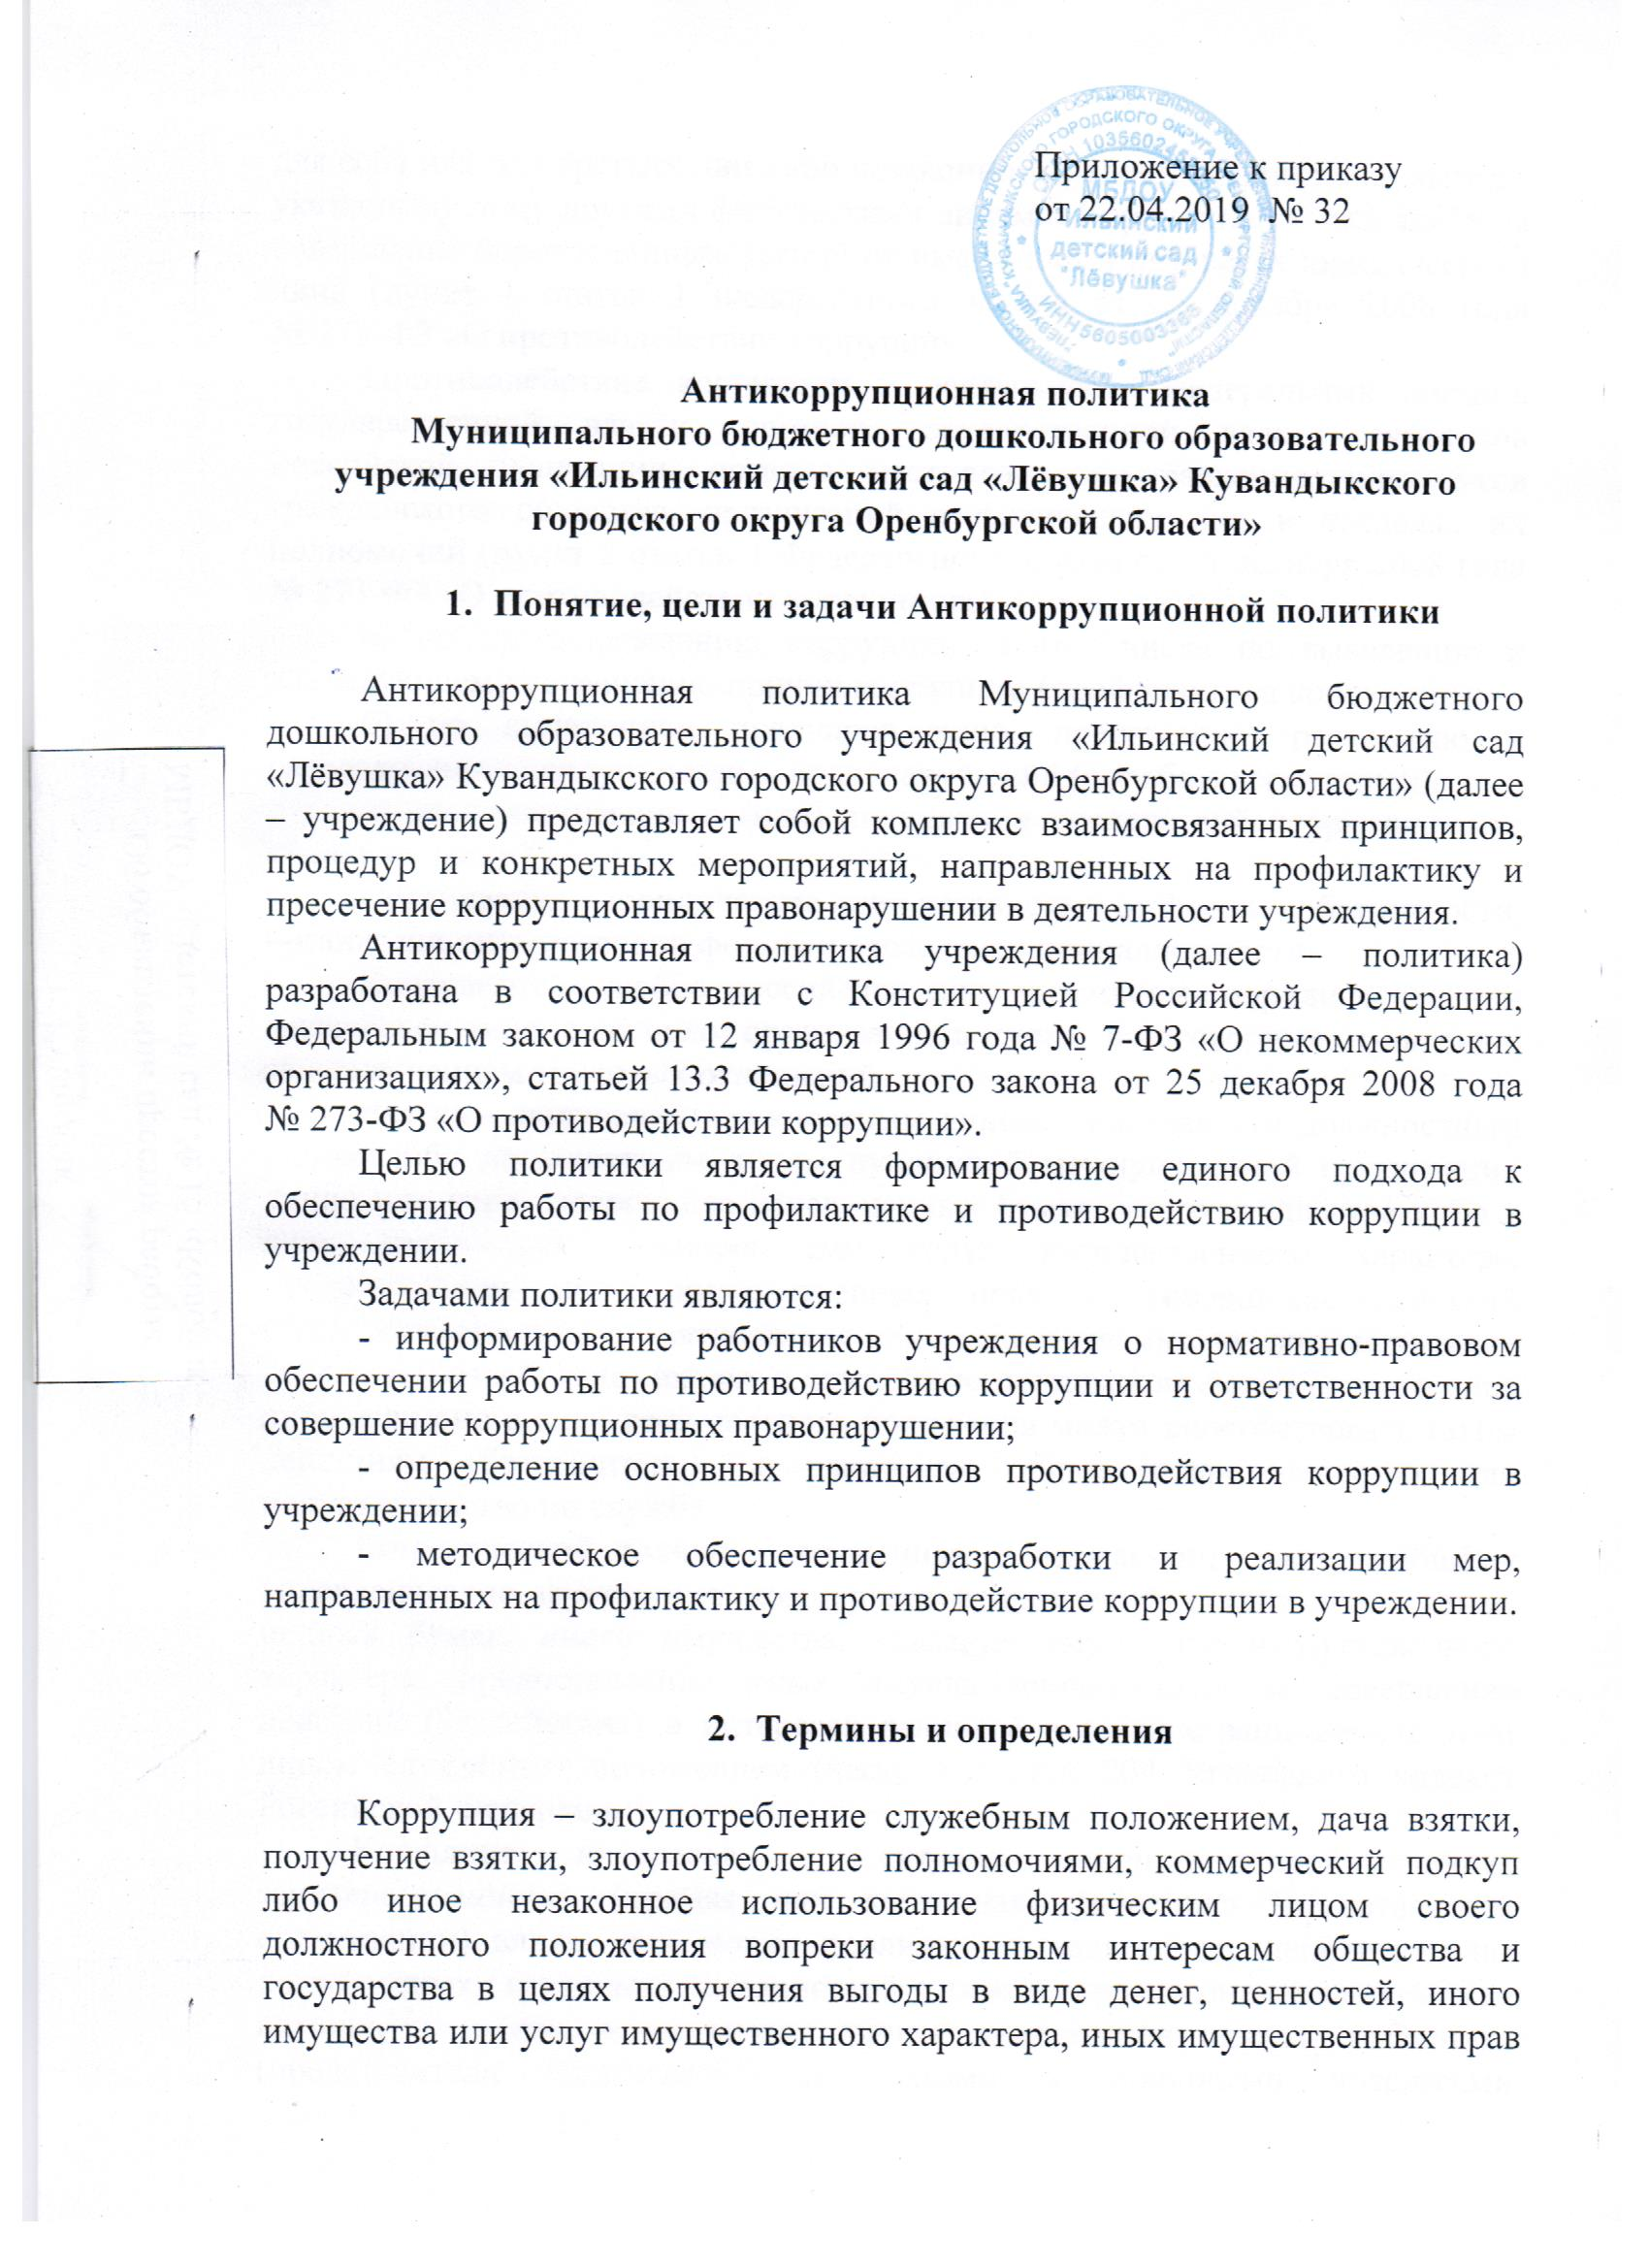 Приложение к приказу
от 22.04.2019 № 32
МБДОУ
Ильинский
детский сад
"Лёвушка"
Антикоррупционная политика
Муниципального бюджетного дошкольного образовательного
учреждения «Ильинский детский сад «Лёвушка» Кувандыкского
городского округа Оренбургской области»
1. Понятие, цели и задачи Антикоррупционной политики
Антикоррупционная политика Муниципального бюджетного
дошкольного образовательного учреждения «Ильинский детский сад
«Лёвушка» Кувандыкского городского округа Оренбургской области» (далее
– учреждение) представляет собой комплекс взаимосвязанных принципов,
процедур и конкретных мероприятий, направленных на профилактику и
пресечение коррупционных правонарушении в деятельности учреждения.
Антикоррупционная политика учреждения (далее – политика)
разработана в соответствии с Конституцией Российской Федерации,
Федеральным законом от 12 января 1996 года № 7-ФЗ «О некоммерческих
организациях», статьей 13.3 Федерального закона от 25 декабря 2008 года
№ 273-ФЗ «О противодействии коррупции».
Целью политики является формирование единого подхода к
обеспечению работы по профилактике и противодействию коррупции в
учреждении.
Задачами политики являются:
- информирование работников учреждения о нормативно-правовом
обеспечении работы по противодействию коррупции и ответственности за
совершение коррупционных правонарушении;
- определение основных принципов противодействия коррупции в
учреждении;
- методическое обеспечение разработки и реализации мер,
направленных на профилактику и противодействие коррупции в учреждении.
2. Термины и определения
Коррупция – злоупотребление служебным положением, дача взятки,
получение взятки, злоупотребление полномочиями, коммерческий подкуп
либо иное незаконное использование физическим лицом своего
должностного положения вопреки законным интересам общества и
государства в целях получения выгоды в виде денег, ценностей, иного
имущества или услуг имущественного характера, иных имущественных прав